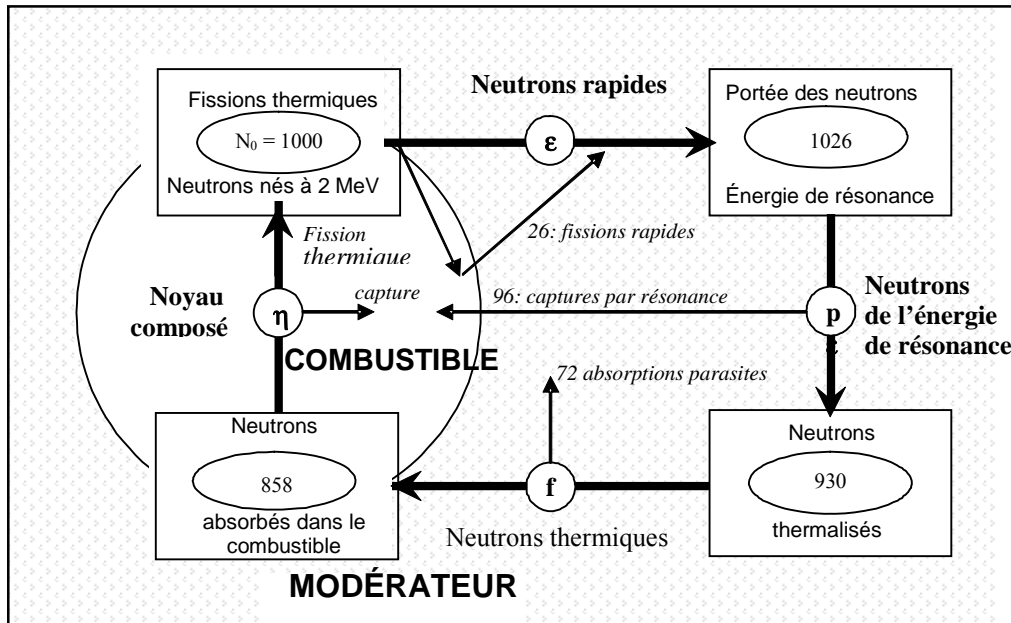 Fissions thermiques
N0 = 1000
Neutrons nés à 2 MeV
Neutrons rapides
ε
Portée des neutrons
1026
Énergie de résonance
26: fissions rapides
Fission
thermique
Noyau
composé
η
capture
96: captures par résonance
p
ε
Neutrons
de l’énergie
de résonance
COMBUSTIBLE
72 absorptions parasites
Neutrons
858
absorbés dans le
combustible
f
Neutrons thermiques
Neutrons
930
thermalisés
MODÉRATEUR